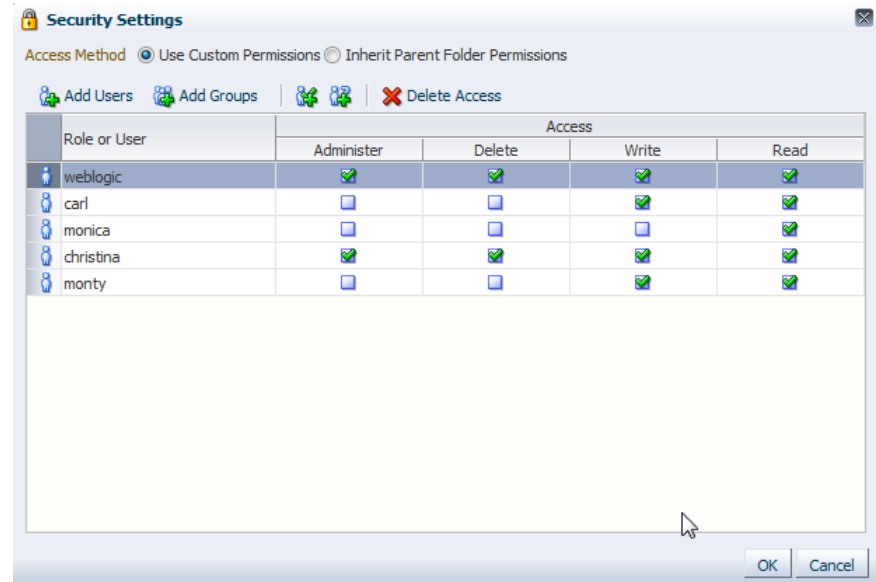 Security Settings
Access Method Use Custom Permissions Inherit Parent Folder Permissions
Add Users Add Groups Delete Access
Role or User Access
Administer Delete Write Read
weblogic
carl
monica
christina
monty
OK Cancel